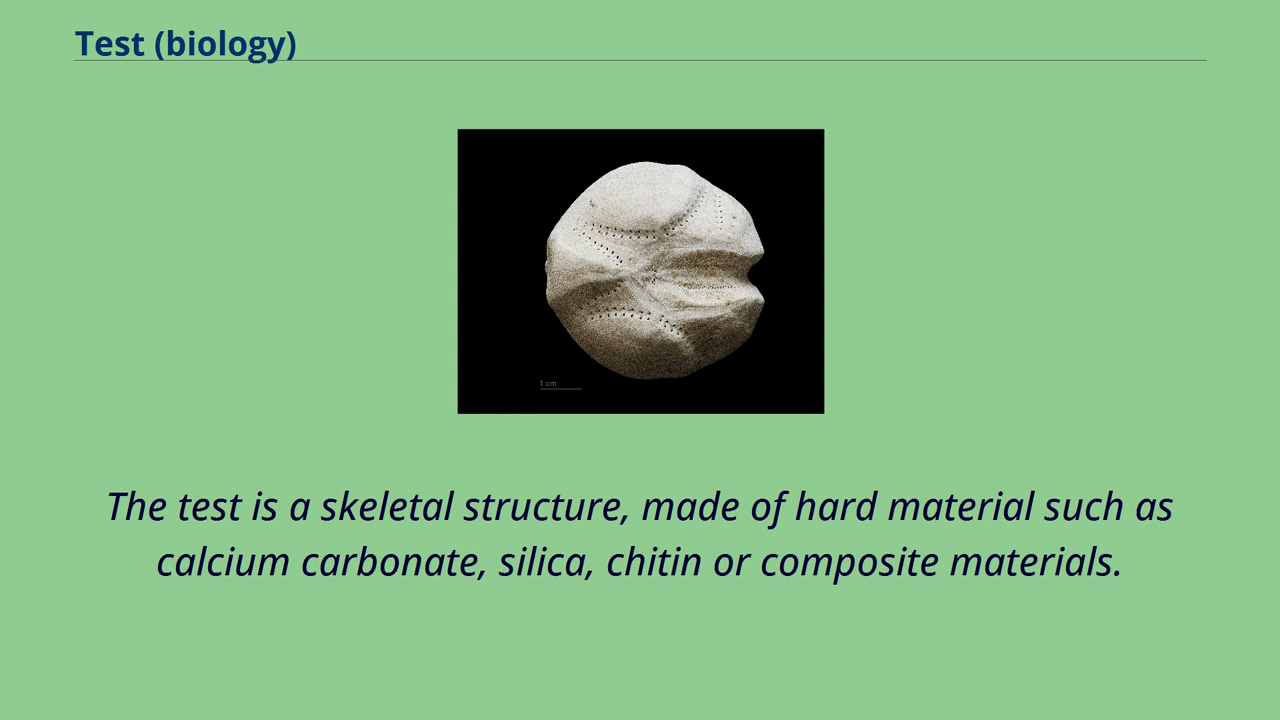 Test (biology)
1 cm
The test is a skeletal structure, made of hard material such as
calcium carbonate, silica, chitin or composite materials.